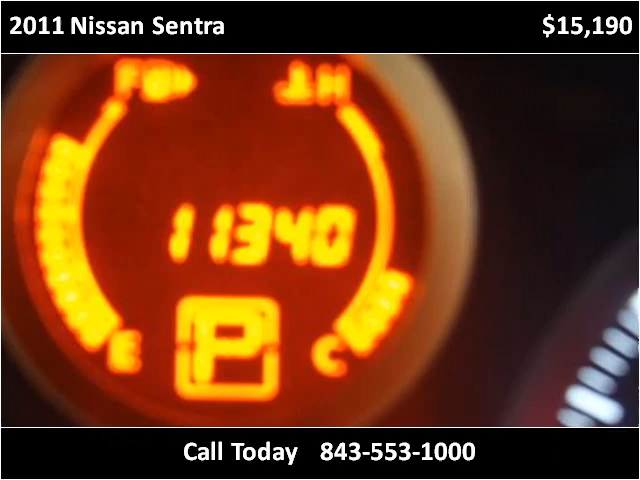 2011 Nissan Sentra $15,190
F H
11340
E P C
Call Today 843-553-1000